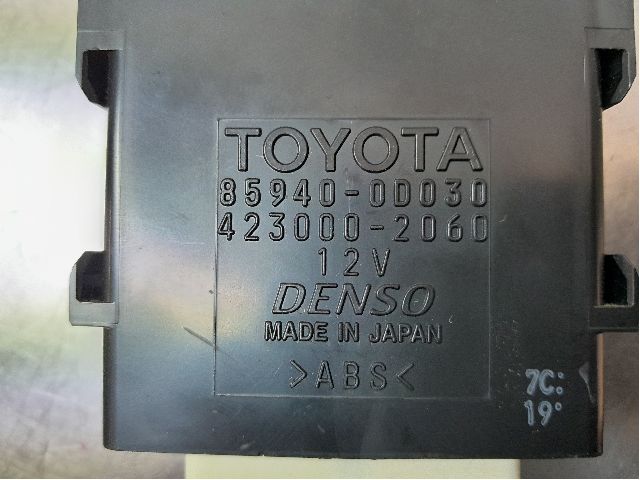 TOYOTA
85940-0D030
423000-2060
12V
DENSO
MADE IN JAPAN
>ABS<
7C:
19°